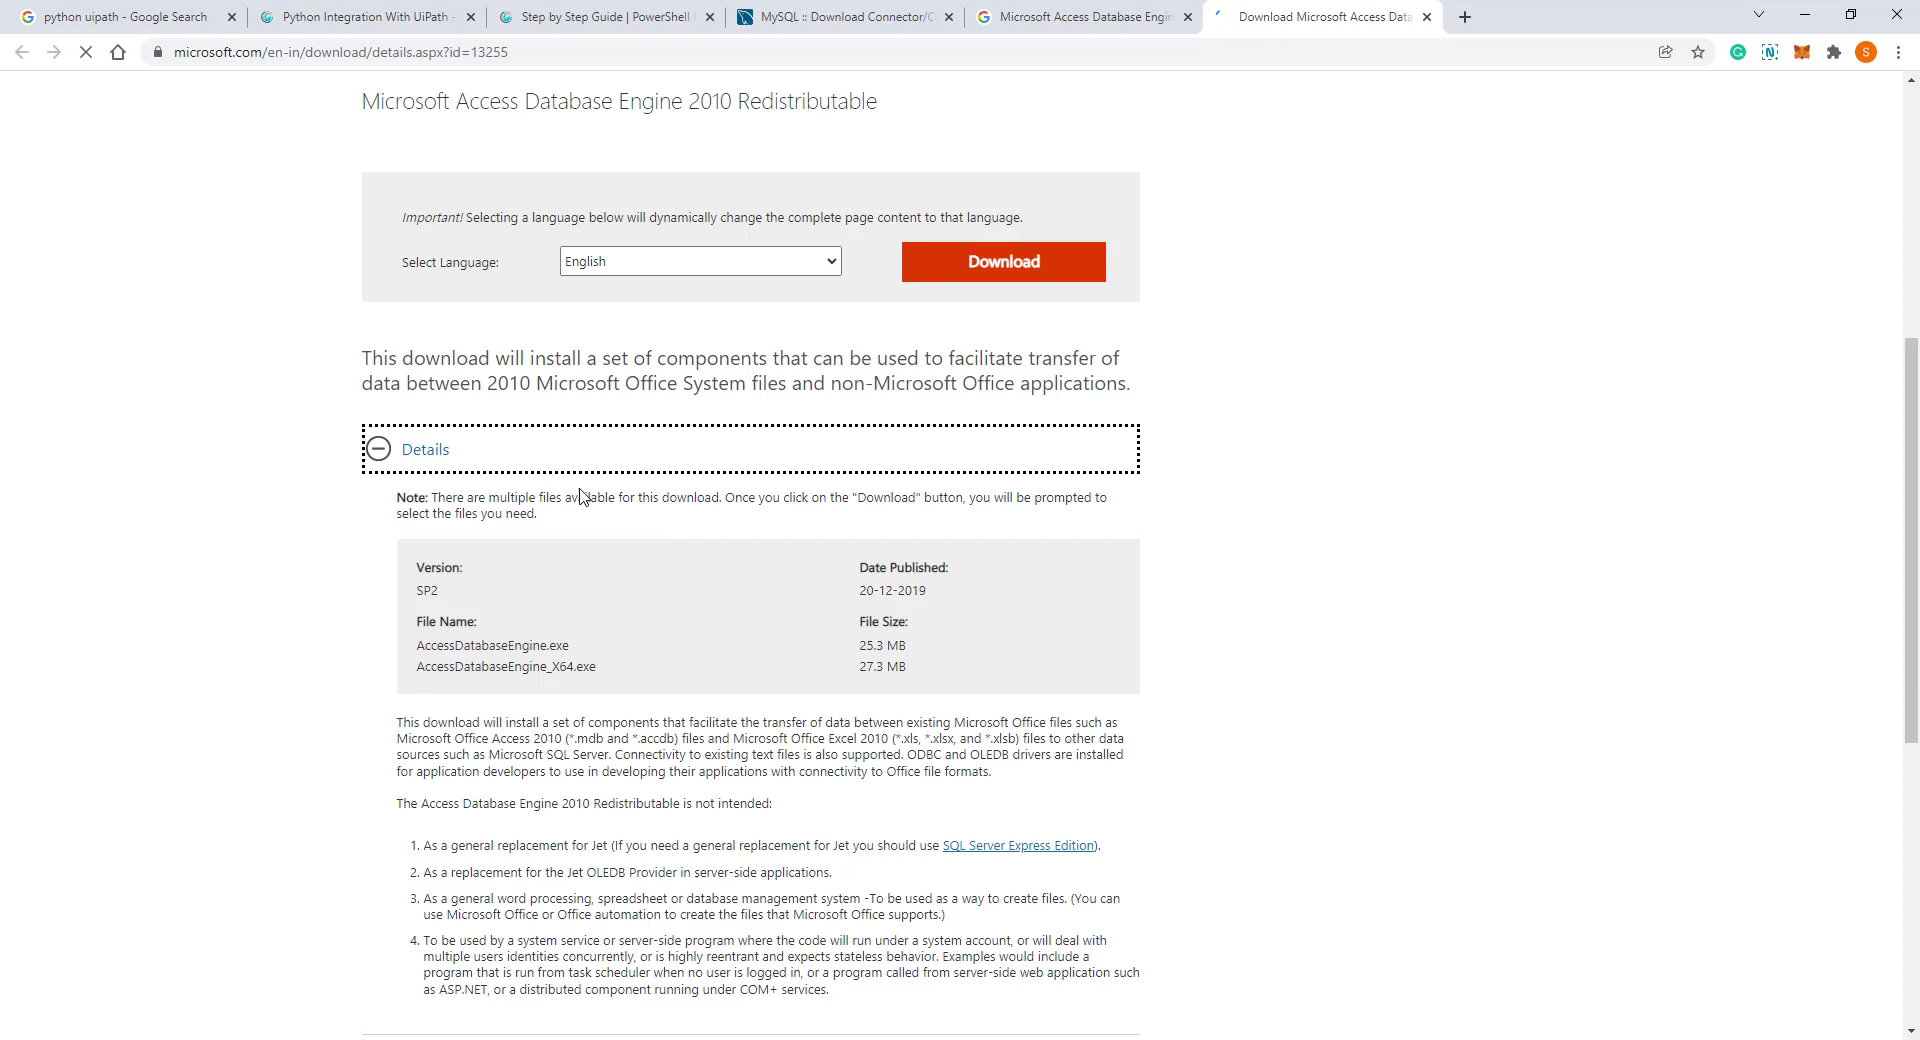 python uipath - Google Search
Python Integration With UiPath -
Step by Step Guide | PowerShell
MySQL :: Download Connector/C
Microsoft Access Database Engin
Download Microsoft Access Data
microsoft.com/en-in/download/details.aspx?id=13255
S
Microsoft Access Database Engine 2010 Redistributable
Important! Selecting a language below will dynamically change the complete page content to that language.
Select Language:
English
Download
This download will install a set of components that can be used to facilitate transfer of
data between 2010 Microsoft Office System files and non-Microsoft Office applications.
Details
Note: There are multiple files available for this download. Once you click on the "Download" button, you will be prompted to
select the files you need.
Version:
Date Published:
SP2
20-12-2019
File Name:
File Size:
AccessDatabaseEngine.exe
25.3 MB
AccessDatabaseEngine_X64.exe
27.3 MB
This download will install a set of components that facilitate the transfer of data between existing Microsoft Office files such as
Microsoft Office Access 2010 (*.mdb and *.accdb) files and Microsoft Office Excel 2010 (*.xls, *.xlsx, and *.xlsb) files to other data
sources such as Microsoft SQL Server. Connectivity to existing text files is also supported. ODBC and OLEDB drivers are installed
for application developers to use in developing their applications with connectivity to Office file formats.
The Access Database Engine 2010 Redistributable is not intended:
1. As a general replacement for Jet (If you need a general replacement for Jet you should use SQL Server Express Edition).
2. As a replacement for the Jet OLEDB Provider in server-side applications.
3. As a general word processing, spreadsheet or database management system -To be used as a way to create files. (You can
use Microsoft Office or Office automation to create the files that Microsoft Office supports.)
4. To be used by a system service or server-side program where the code will run under a system account, or will deal with
multiple users identities concurrently, or is highly reentrant and expects stateless behavior. Examples would include a
program that is run from task scheduler when no user is logged in, or a program called from server-side web application such
as ASP.NET, or a distributed component running under COM+ services.